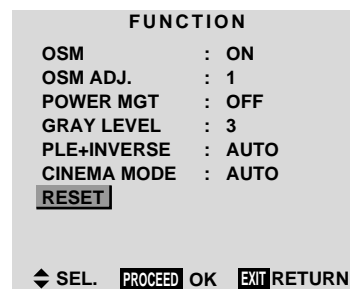 FUNCTION
OSM : ON
OSM ADJ. : 1
POWER MGT : OFF
GRAY LEVEL : 3
PLE+INVERSE : AUTO
CINEMA MODE : AUTO
RESET
SEL. PROCEED OK EXIT RETURN